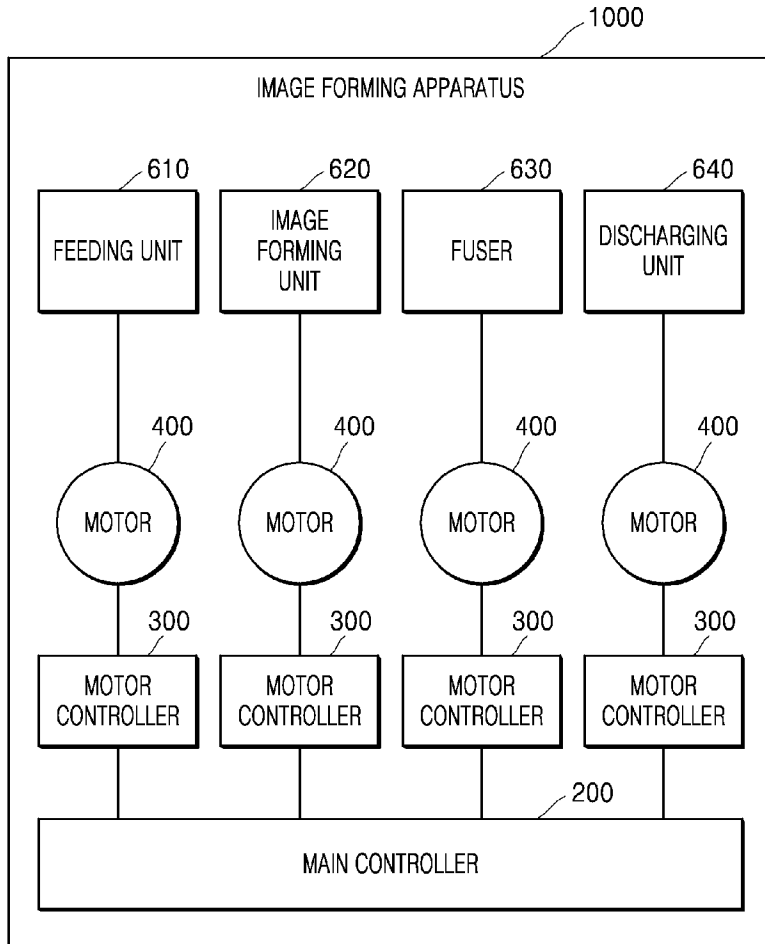 1000
IMAGE FORMING APPARATUS
610
620
630
640
FEEDING UNIT
IMAGE
FORMING
UNIT
FUSER
DISCHARGING
UNIT
400
400
400
400
MOTOR
MOTOR
MOTOR
MOTOR
300
300
300
300
MOTOR
CONTROLLER
MOTOR
CONTROLLER
MOTOR
CONTROLLER
MOTOR
CONTROLLER
200
MAIN CONTROLLER